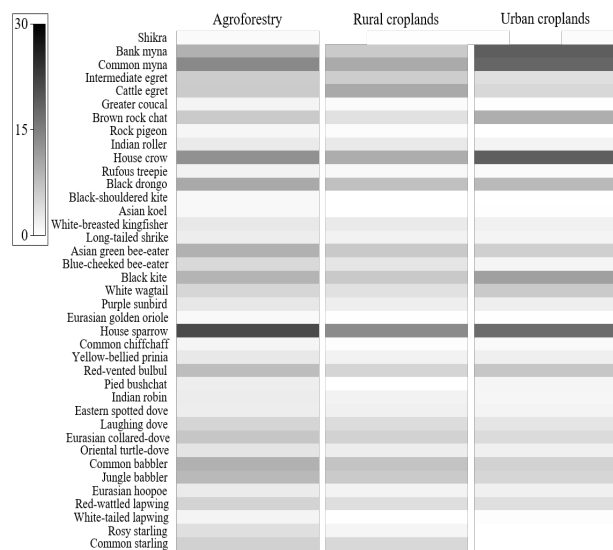 Agroforestry
Rural croplands
Urban croplands
30
15
0
Shikra
Bank myna
Common myna
Intermediate egret
Cattle egret
Greater coucal
Brown rock chat
Rock pigeon
Indian roller
House crow
Rufous treepie
Black drongo
Black-shouldered kite
Asian koel
White-breasted kingfisher
Long-tailed shrike
Asian green bee-eater
Blue-cheeked bee-eater
Black kite
White wagtail
Purple sunbird
Eurasian golden oriole
House sparrow
Common chiffchaff
Yellow-bellied prinia
Red-vented bulbul
Pied bushchat
Indian robin
Eastern spotted dove
Laughing dove
Eurasian collared-dove
Oriental turtle-dove
Common babbler
Jungle babbler
Eurasian hoopoe
Red-wattled lapwing
White-tailed lapwing
Rosy starling
Common starling